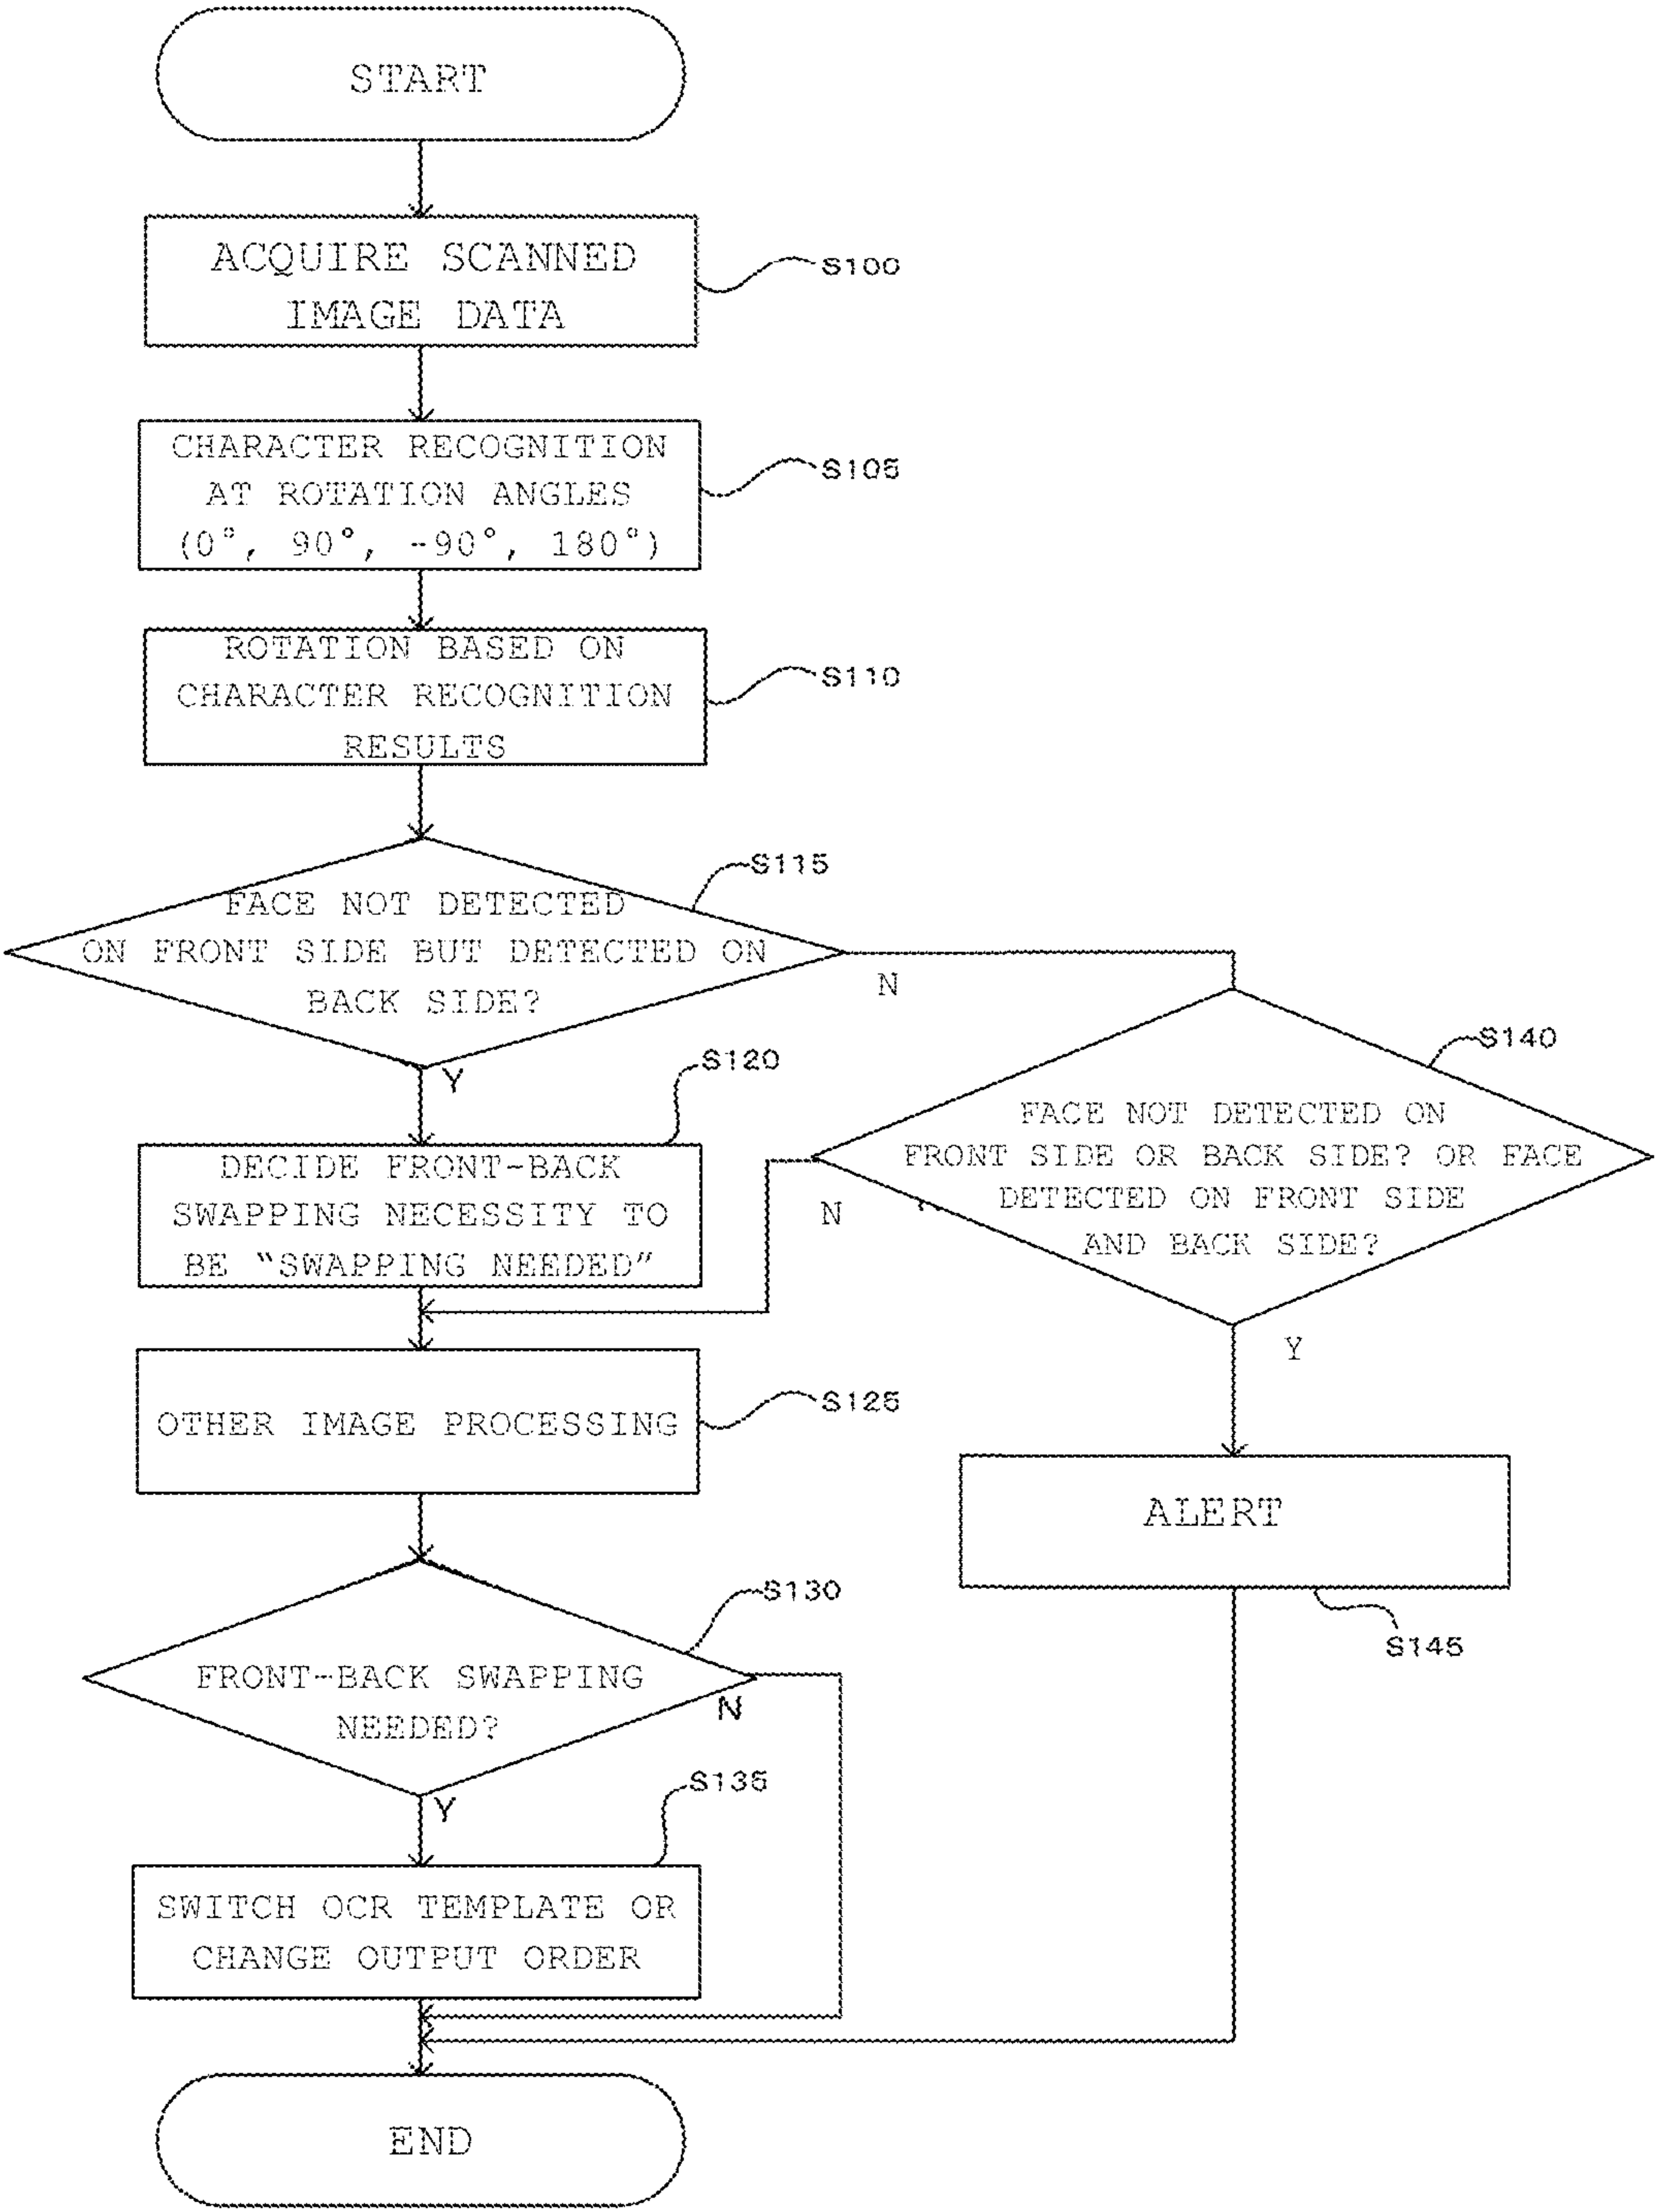 START
ACQUIRE SCANNED
IMAGE DATA
S100
CHARACTER RECOGNITION
AT ROTATION ANGLES
(0°, 90°, -90°, 180°)
S105
ROTATION BASED ON
CHARACTER RECOGNITION
RESULTS
S110
FACE NOT DETECTED
ON FRONT SIDE BUT DETECTED ON
BACK SIDE?
S115
N
Y
S120
DECIDE FRONT-BACK
SWAPPING NECESSITY TO
BE “SWAPPING NEEDED”
S140
FACE NOT DETECTED ON
FRONT SIDE OR BACK SIDE? OR FACE
DETECTED ON FRONT SIDE
AND BACK SIDE?
N
Y
OTHER IMAGE PROCESSING
S125
ALERT
S145
S130
FRONT-BACK SWAPPING
NEEDED?
N
Y
S135
SWITCH OCR TEMPLATE OR
CHANGE OUTPUT ORDER
END